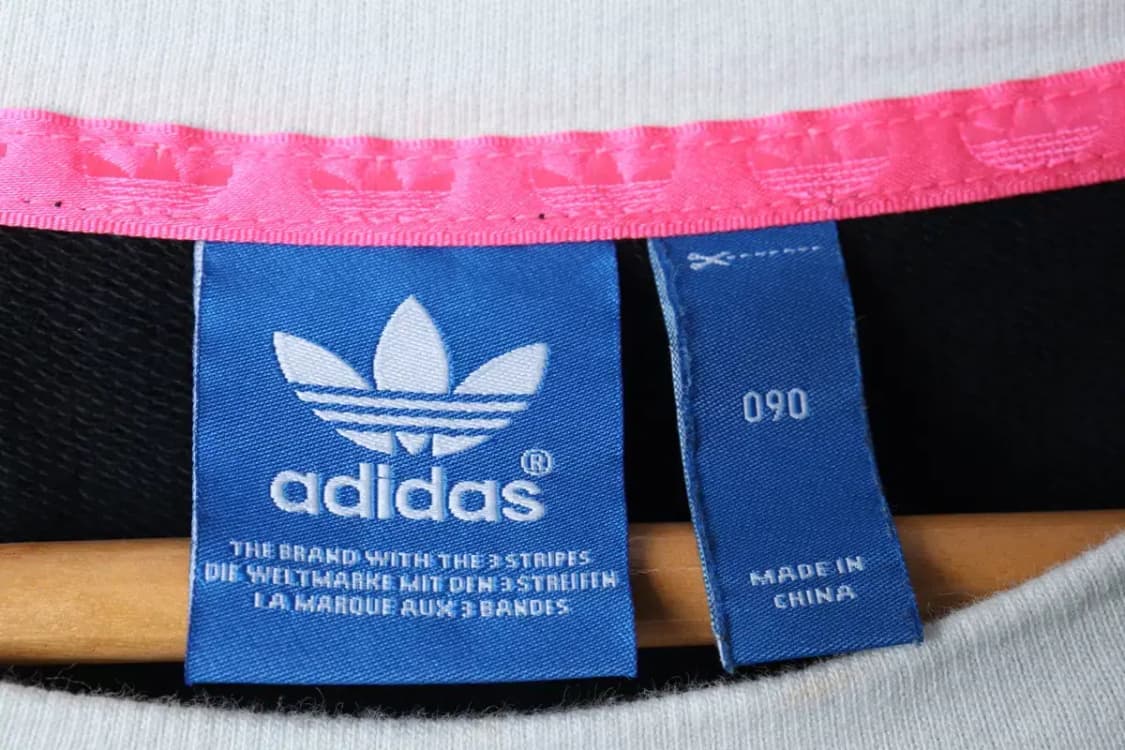 adidas®
THE BRAND WITH THE 3 STRIPES
DIE WELTMARKE MIT DEN 3 STREIFEN
LA MARQUE AUX 3 BANDES
090
MADE IN
CHINA